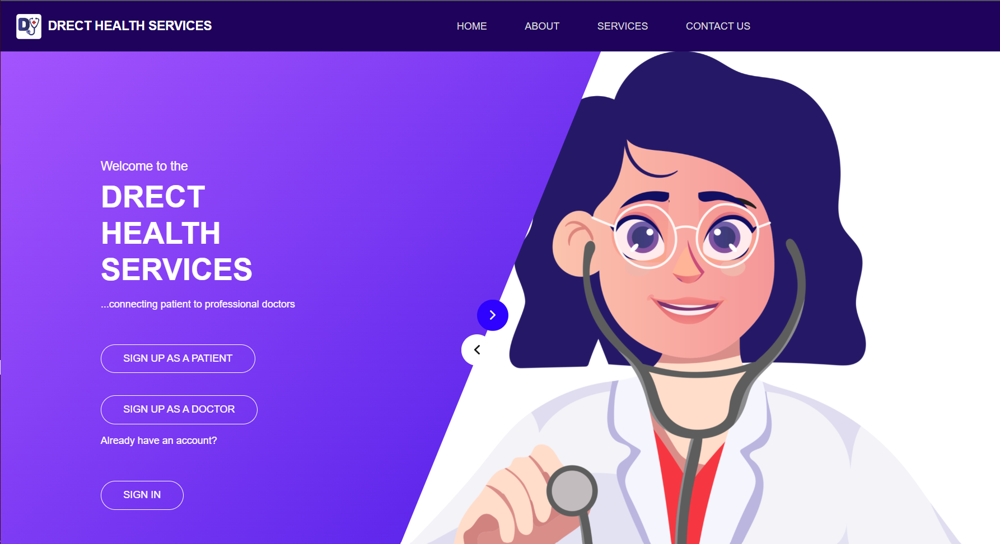 D
DRECT HEALTH SERVICES
HOME ABOUT SERVICES CONTACT US
Welcome to the
DRECT
HEALTH
SERVICES
...connecting patient to professional doctors
SIGN UP AS A PATIENT
SIGN UP AS A DOCTOR
Already have an account?
SIGN IN